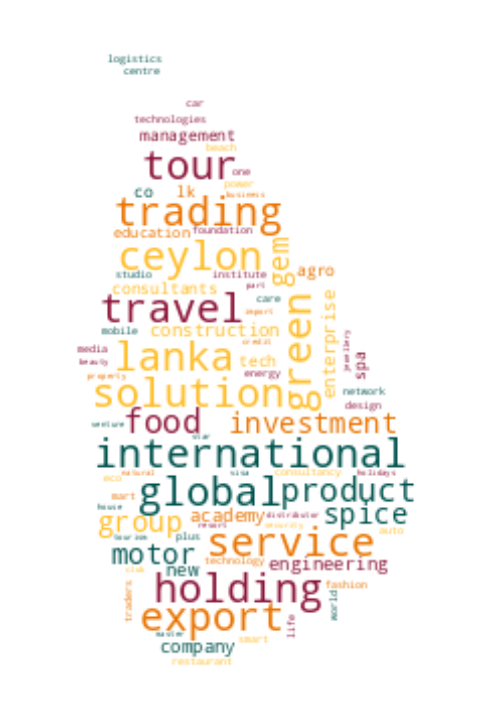 logistics
centre
car
technologies
management
beach
tour
one
power
co lk business
trading
education foundation
ceylon
gem
studio institute agro
consultants part
care
travel
import
green
enterprise
mobile construction
jewellery
credit
media
lanka
tech
spa
beauty
energy
property
solution
network
design
food
investment
venture
star
international
natural visa consultancy holidays
eco
global
product
mart
house
academy distributor
spice
group
resort security
auto
tourism plus
service
motor
technology engineering
club new
holding
fashion
traders
world
export
life
master smart
company
restaurant